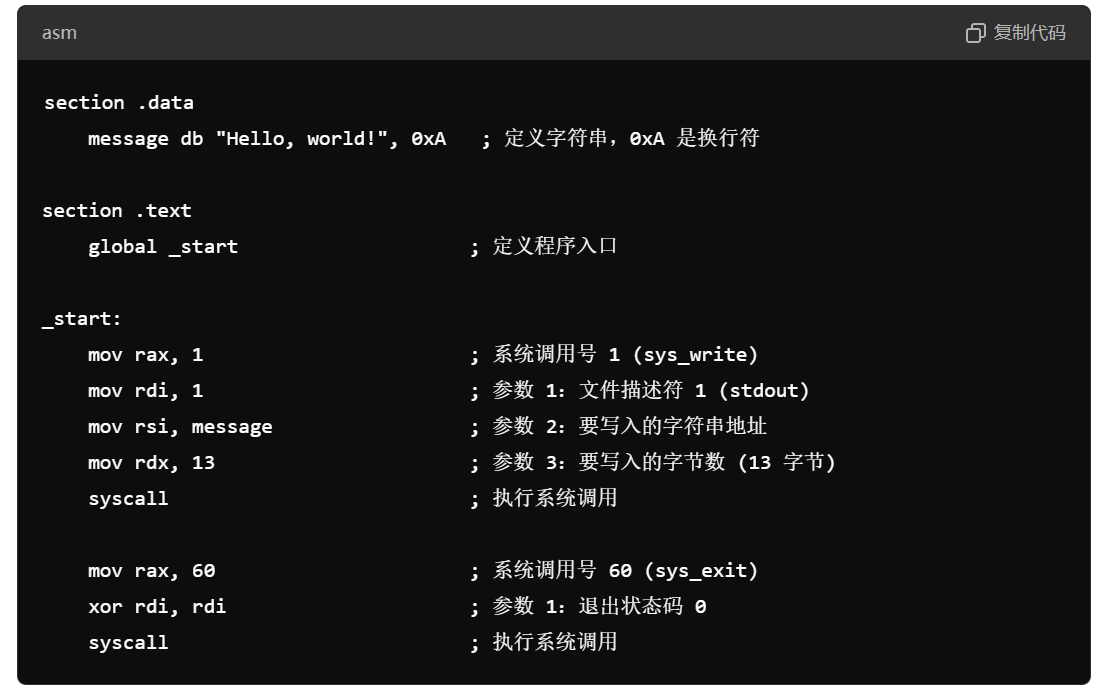 asm
复制代码
section .data
    message db "Hello, world!", 0xA   ; 定义字符串，0xA 是换行符
section .text
    global _start                    ; 定义程序入口
_start:
    mov rax, 1                       ; 系统调用号 1 (sys_write)
    mov rdi, 1                       ; 参数 1：文件描述符 1 (stdout)
    mov rsi, message                 ; 参数 2：要写入的字符串地址
    mov rdx, 13                      ; 参数 3：要写入的字节数 (13 字节)
    syscall                          ; 执行系统调用
    mov rax, 60                      ; 系统调用号 60 (sys_exit)
    xor rdi, rdi                     ; 参数 1：退出状态码 0
    syscall                          ; 执行系统调用